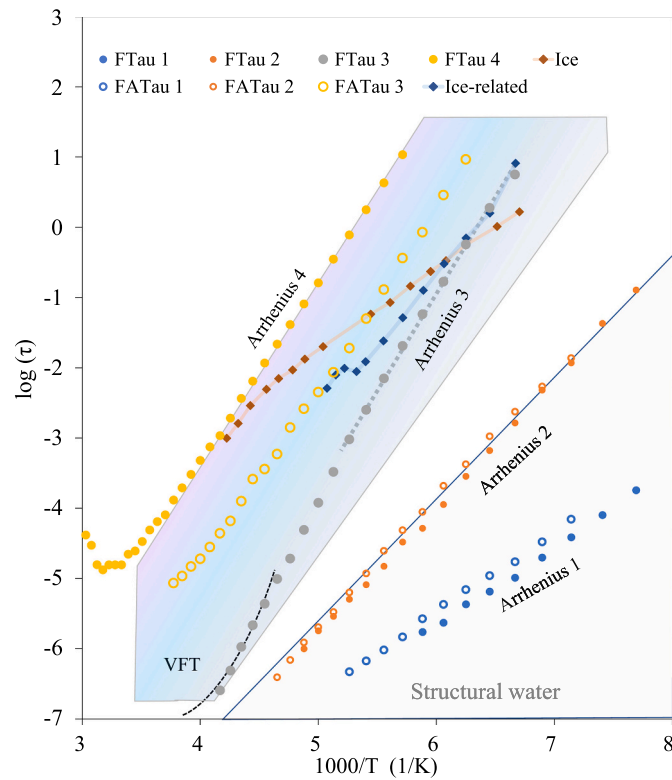 3
FTau 1 FTau 2 FTau 3 FTau 4 Ice
2
FATau 1 FATau 2 FATau 3 Ice-related
1
0
-1
Arrhenius 4
Arrhenius 3
log (τ)
-2
-3
Arrhenius 2
-4
-5
Arrhenius 1
VFT
-6
Structural water
-7
3 4 5 6 7 8
1000/T (1/K)